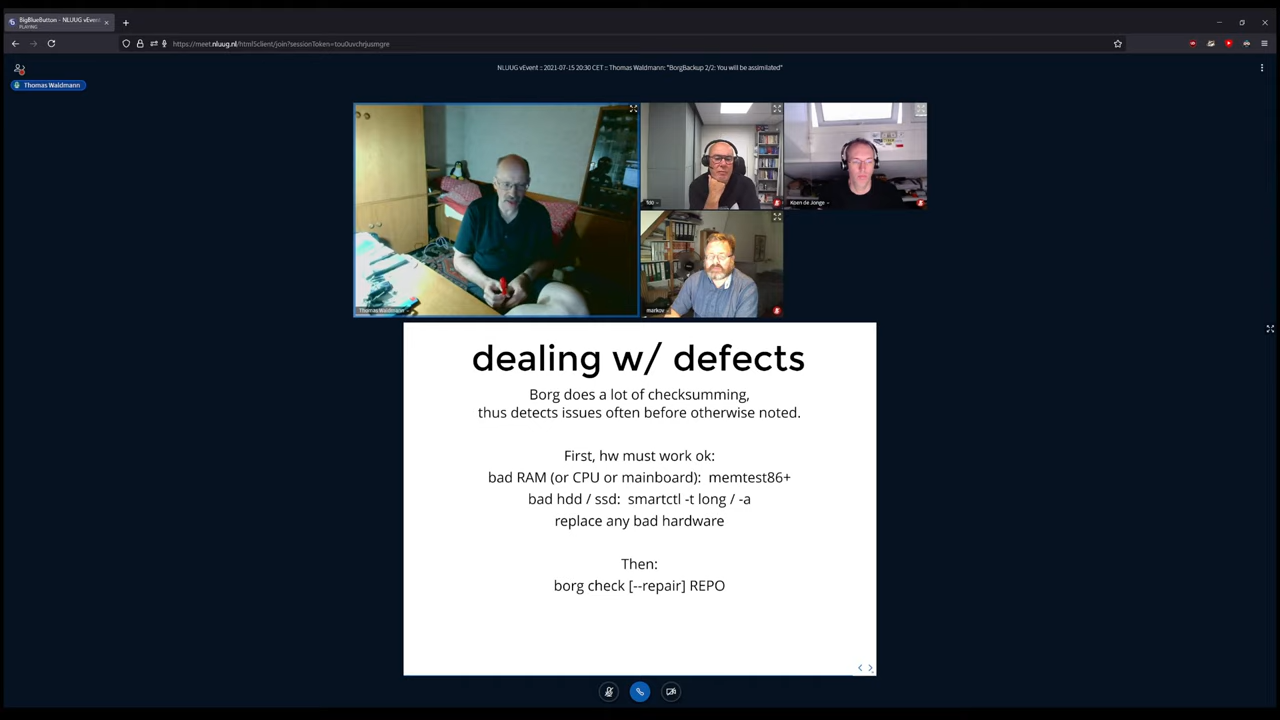 BigBlueButton - NLUUG vEvent
PLAYING
https://meet.nluug.nl/html5client/join?sessionToken=tou0uvchrjusmgre
NLUUG vEvent :: 2021-07-15 20:30 CET :: Thomas Waldmann: "BorgBackup 2/2: You will be assimilated"
Thomas Waldmann
fdo
Koen de Jonge
Thomas Waldmann
markov
dealing w/ defects
Borg does a lot of checksumming,
thus detects issues often before otherwise noted.
First, hw must work ok:
bad RAM (or CPU or mainboard): memtest86+
bad hdd / ssd: smartctl -t long / -a
replace any bad hardware
Then:
borg check [--repair] REPO